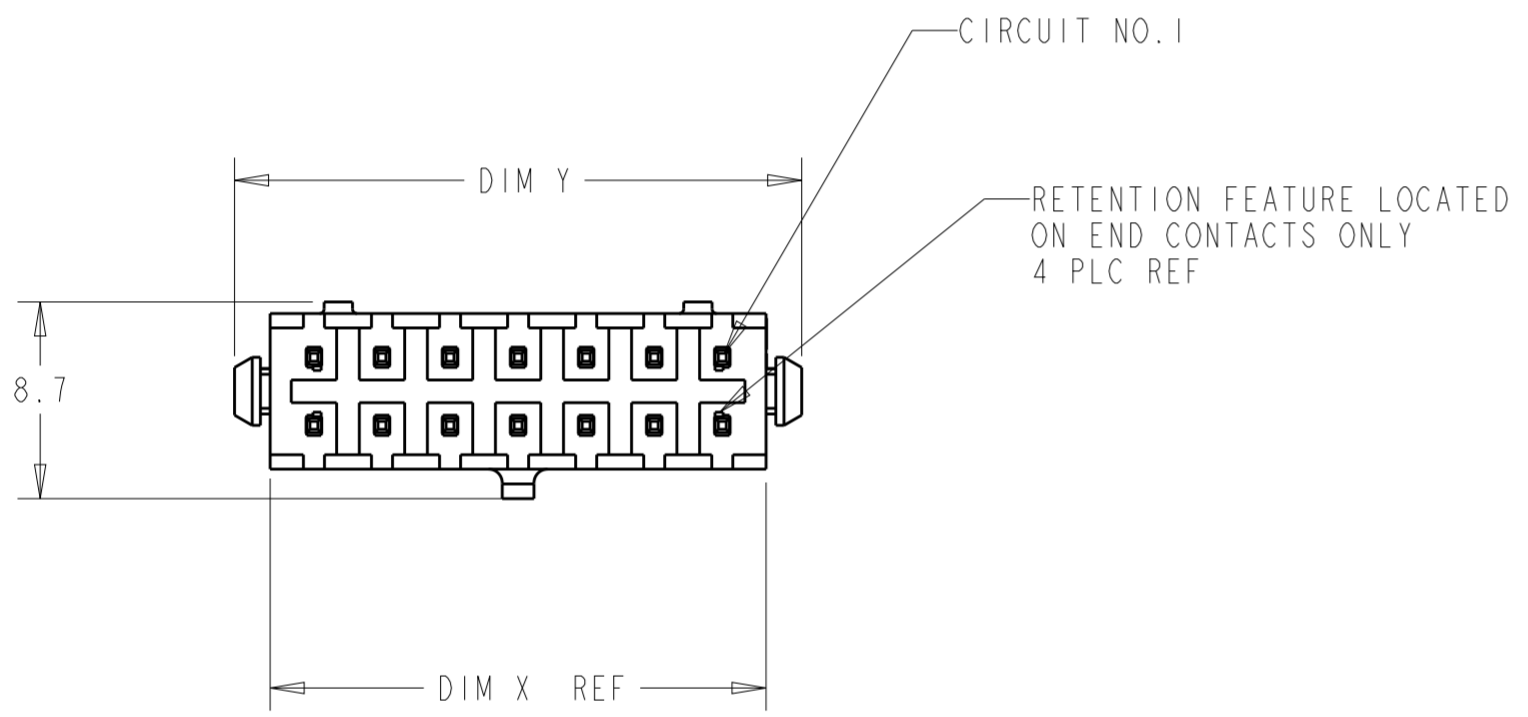 CIRCUIT NO.1
DIM Y
RETENTION FEATURE LOCATED
ON END CONTACTS ONLY
4 PLC REF
8.7
DIM X REF